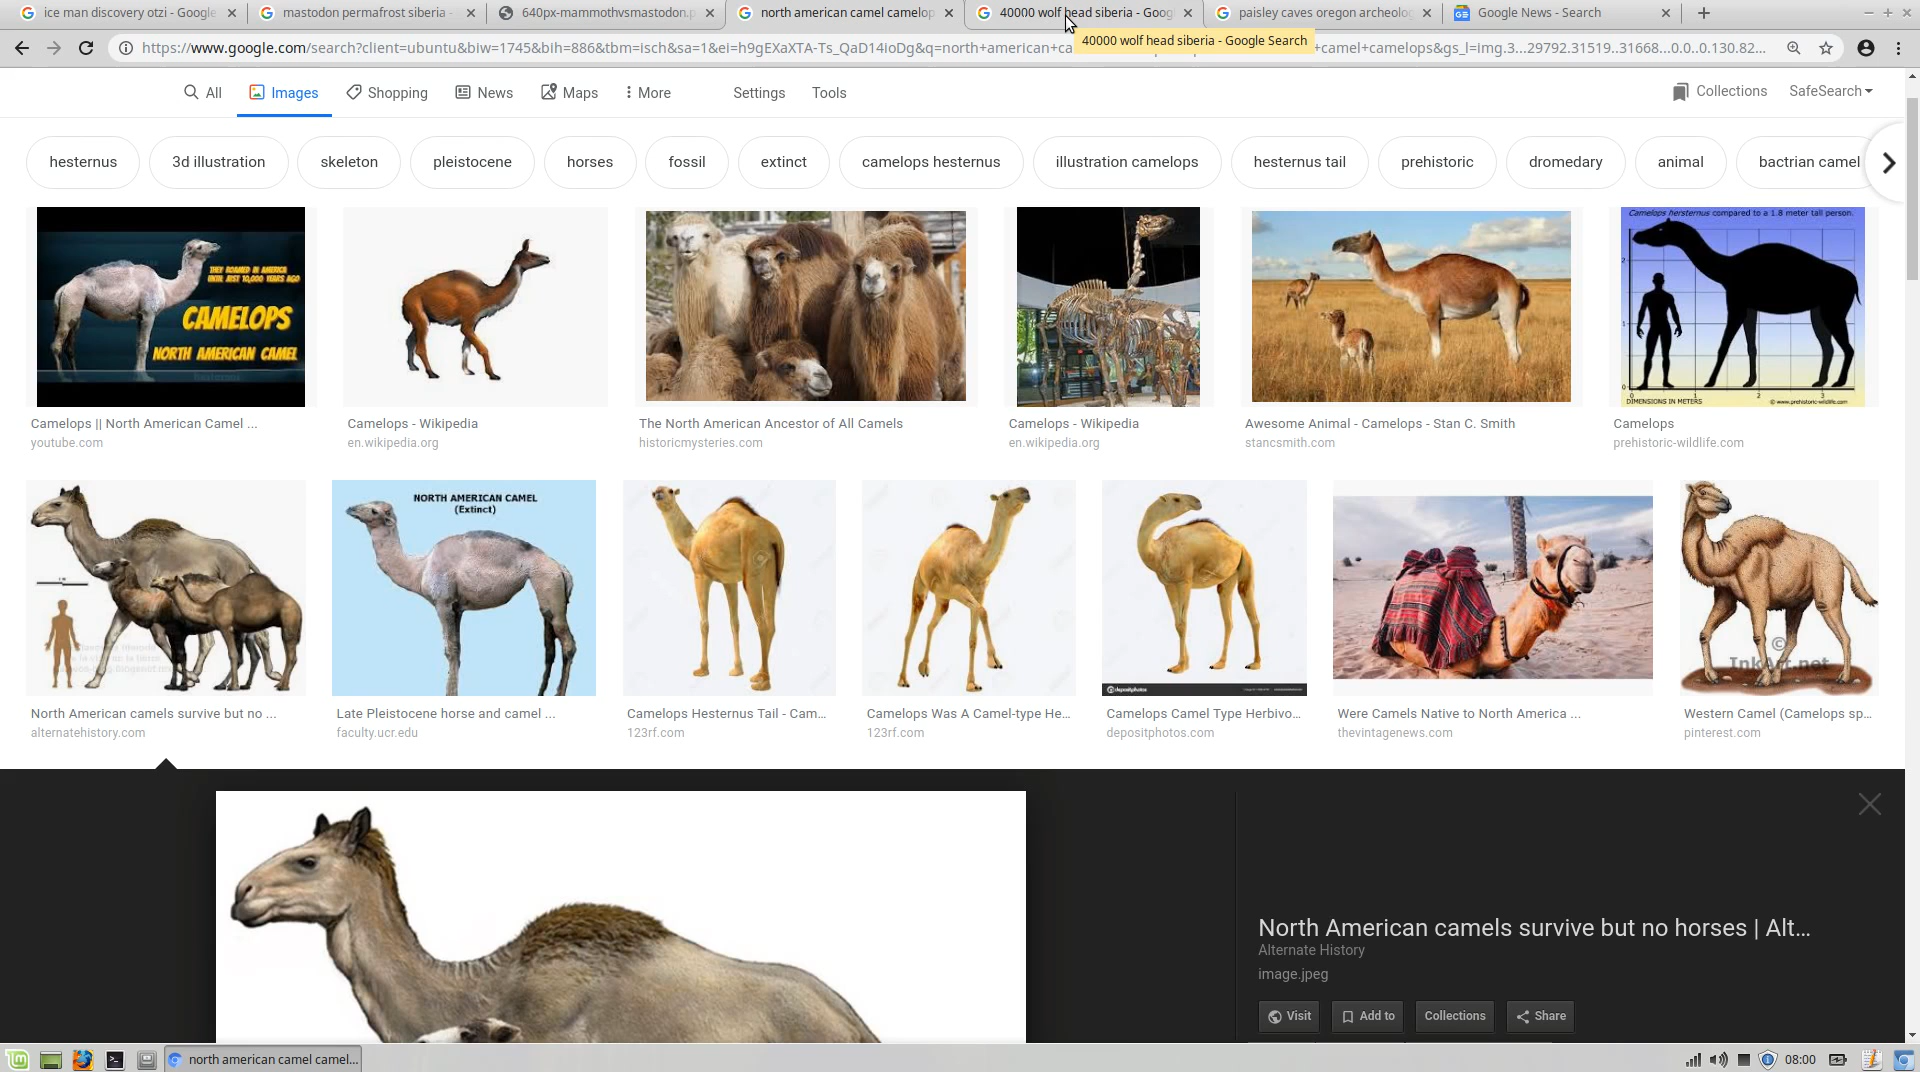 ice man discovery otzi - Google
mastodon permafrost siberia -
640px-mammothvsmastodon.p
north american camel camelop
40000 wolf head siberia - Goog
paisley caves oregon archeolog
Google News - Search
https://www.google.com/search?client=ubuntu&biw=1745&bih=886&tbm=isch&sa=1&ei=h9gEXaXTA-Ts_QaD14ioDg&q=north+american+ca
+camel+camelops&gs_l=img.3...29792.31519..31668...0.0..0.130.82...
40000 wolf head siberia - Google Search
All
Images
Shopping
News
Maps
More
Settings
Tools
Collections
SafeSearch
hesternus
3d illustration
skeleton
pleistocene
horses
fossil
extinct
camelops hesternus
illustration camelops
hesternus tail
prehistoric
dromedary
animal
bactrian camel
THEY ROAMED IN AMERICA
UNTIL JUST 10,000 YEARS AGO
CAMELOPS
NORTH AMERICAN CAMEL
Camelops hersternus compared to a 1.8 meter tall person.
DIMENSIONS IN METERS
© www.prehistoric-wildlife.com
Camelops || North American Camel ...
youtube.com
Camelops - Wikipedia
en.wikipedia.org
The North American Ancestor of All Camels
historicmysteries.com
Camelops - Wikipedia
en.wikipedia.org
Awesome Animal - Camelops - Stan C. Smith
stancsmith.com
Camelops
prehistoric-wildlife.com
NORTH AMERICAN CAMEL
(Extinct)
depositphotos
©
InkArt.net
North American camels survive but no ...
alternatehistory.com
Late Pleistocene horse and camel ...
faculty.ucr.edu
Camelops Hesternus Tail - Cam...
123rf.com
Camelops Was A Camel-type He...
123rf.com
Camelops Camel Type Herbivo...
depositphotos.com
Were Camels Native to North America ...
thevintagenews.com
Western Camel (Camelops sp...
pinterest.com
North American camels survive but no horses | Alt...
Alternate History
image.jpeg
Visit
Add to
Collections
Share
north american camel camel...
08:00